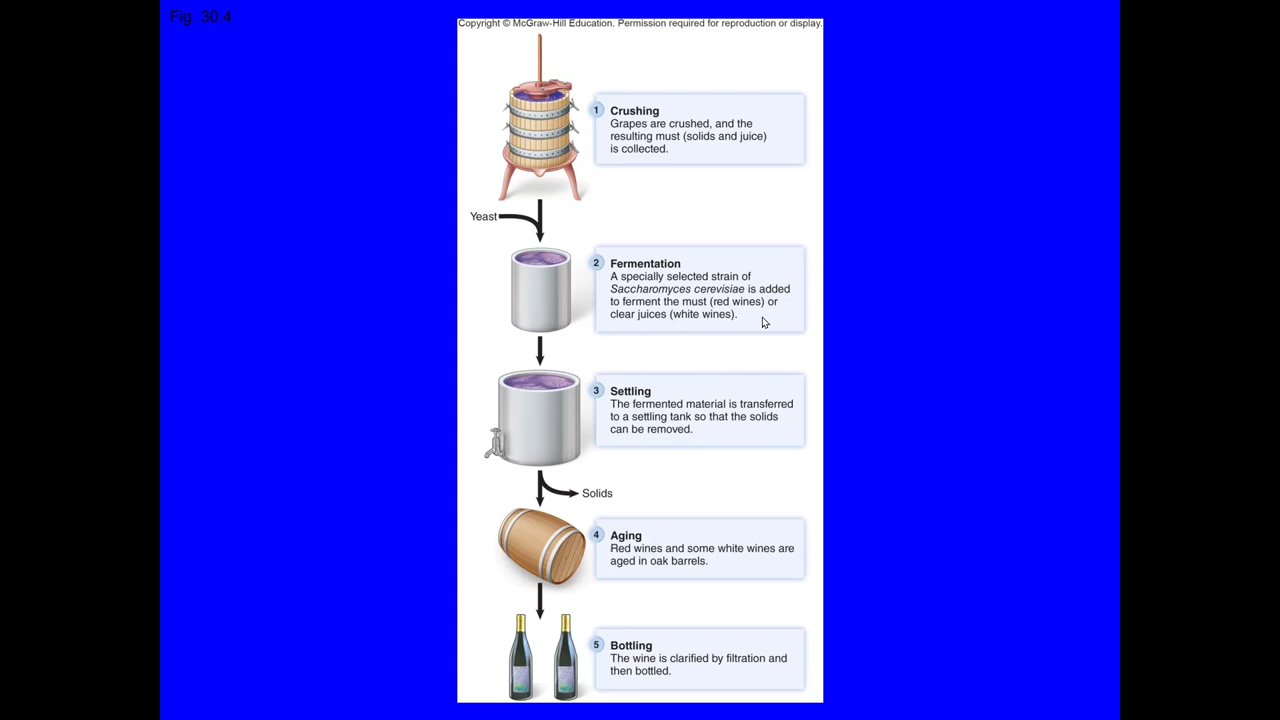 Fig. 30.4
Copyright © McGraw-Hill Education. Permission required for reproduction or display.
1 Crushing
Grapes are crushed, and the
resulting must (solids and juice)
is collected.
Yeast
2 Fermentation
A specially selected strain of
Saccharomyces cerevisiae is added
to ferment the must (red wines) or
clear juices (white wines).
3 Settling
The fermented material is transferred
to a settling tank so that the solids
can be removed.
Solids
4 Aging
Red wines and some white wines are
aged in oak barrels.
5 Bottling
The wine is clarified by filtration and
then bottled.